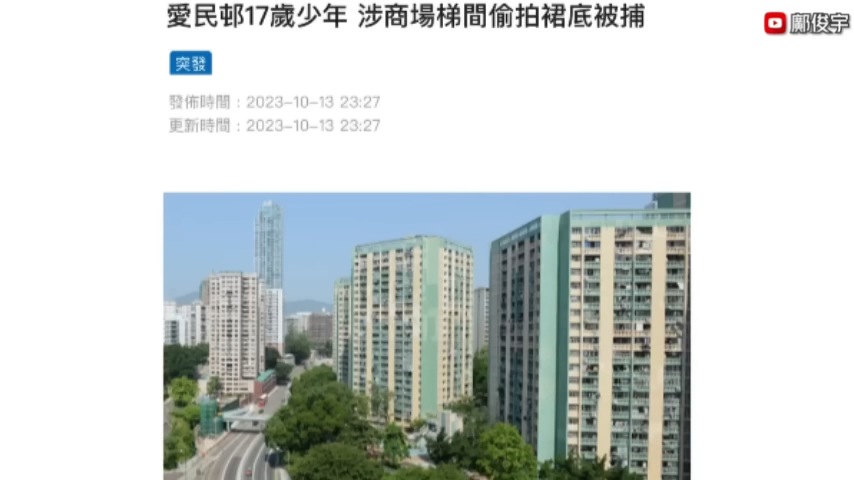 愛民邨17歲少年 涉商場梯間偷拍裙底被捕
鄺俊宇
突發
發佈時間：2023-10-13 23:27
更新時間：2023-10-13 23:27